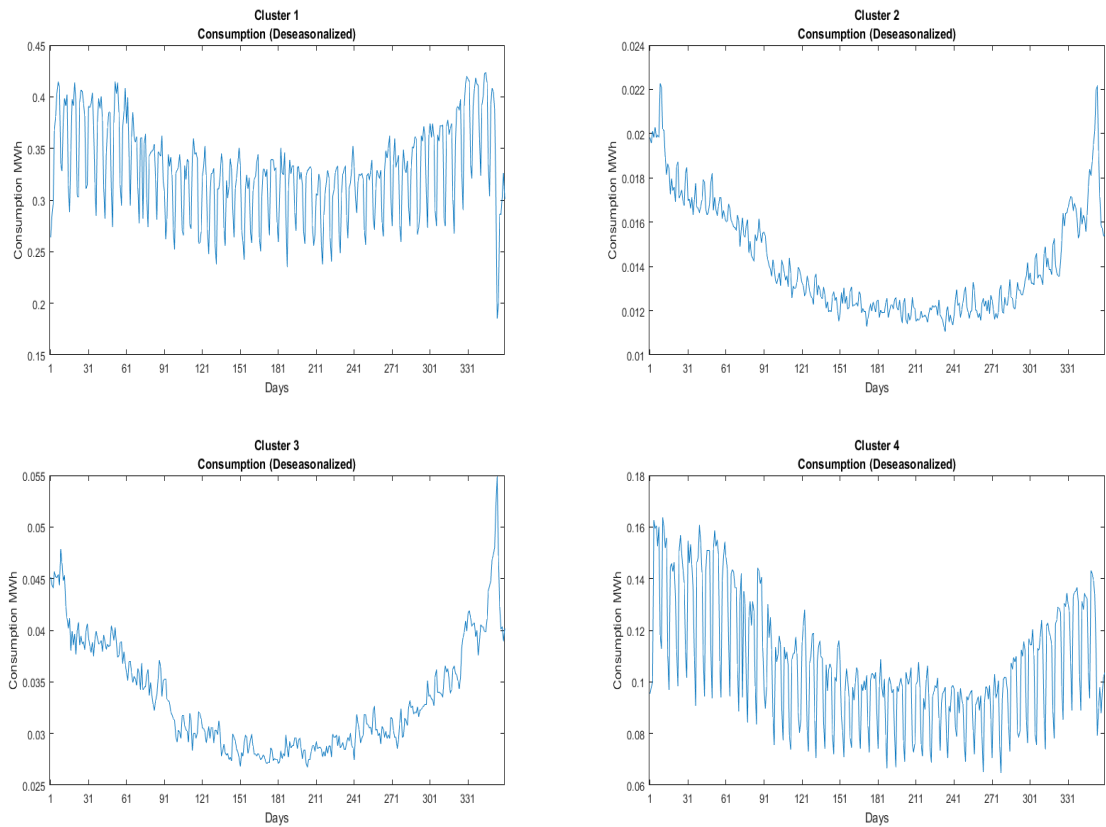 Cluster 1
Consumption (Deseasonalized)
0.45
0.4
0.35
0.3
0.25
0.2
0.15
Consumption MWh
1 31 61 91 121 151 181 211 241 271 301 331
Days
Cluster 2
Consumption (Deseasonalized)
0.024
0.022
0.02
0.018
0.016
0.014
0.012
0.01
Consumption MWh
1 31 61 91 121 151 181 211 241 271 301 331
Days
Cluster 3
Consumption (Deseasonalized)
0.055
0.05
0.045
0.04
0.035
0.03
0.025
Consumption MWh
1 31 61 91 121 151 181 211 241 271 301 331
Days
Cluster 4
Consumption (Deseasonalized)
0.18
0.16
0.14
0.12
0.1
0.08
0.06
Consumption MWh
1 31 61 91 121 151 181 211 241 271 301 331
Days